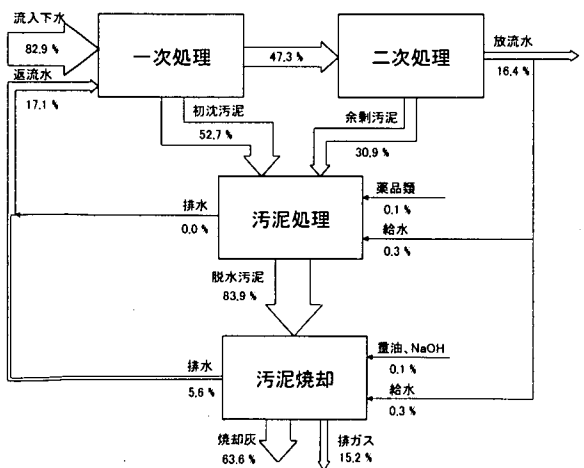 流入下水
82.9 %
一次処理
47.3 %
二次処理
放流水
16.4 %
返流水
17.1 %
初沈汚泥
52.7 %
余剰汚泥
30.9 %
排水
0.0 %
汚泥処理
薬品類
0.1 %
給水
0.3 %
脱水汚泥
83.9 %
排水
5.6 %
汚泥焼却
重油、NaOH
0.1 %
給水
0.3 %
焼却灰
63.6 %
排ガス
15.2 %